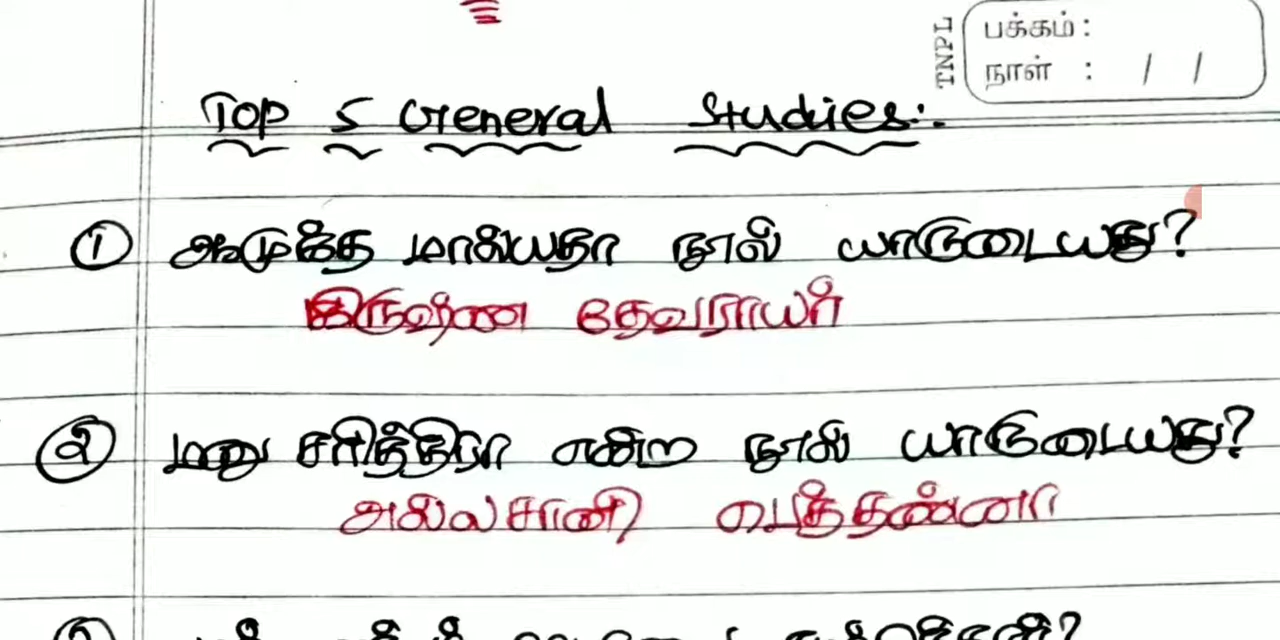 TNPL
பக்கம் :
நாள் : / /
Top 5 General Studies:-
① ஆமுக்த மால்யதா நூல் யாருடையது?
கிருஷ்ண தேவராயர்
② மனு சரித்திரா என்ற நூல் யாருடையது?
அல்லசானி பெத்தண்ணா